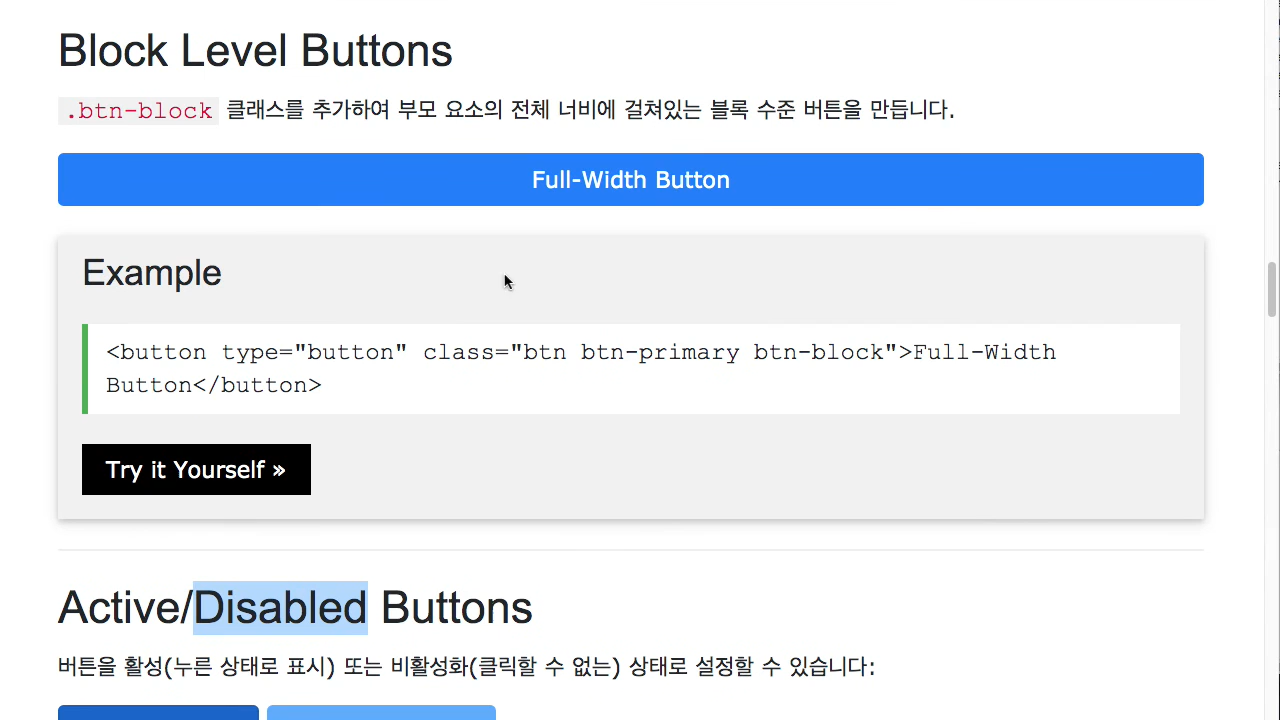 Block Level Buttons
.btn-block 클래스를 추가하여 부모 요소의 전체 너비에 걸쳐있는 블록 수준 버튼을 만듭니다.
Full-Width Button
Example
<button type="button" class="btn btn-primary btn-block">Full-Width
Button</button>
Try it Yourself »
Active/Disabled Buttons
버튼을 활성(누른 상태로 표시) 또는 비활성화(클릭할 수 없는) 상태로 설정할 수 있습니다: